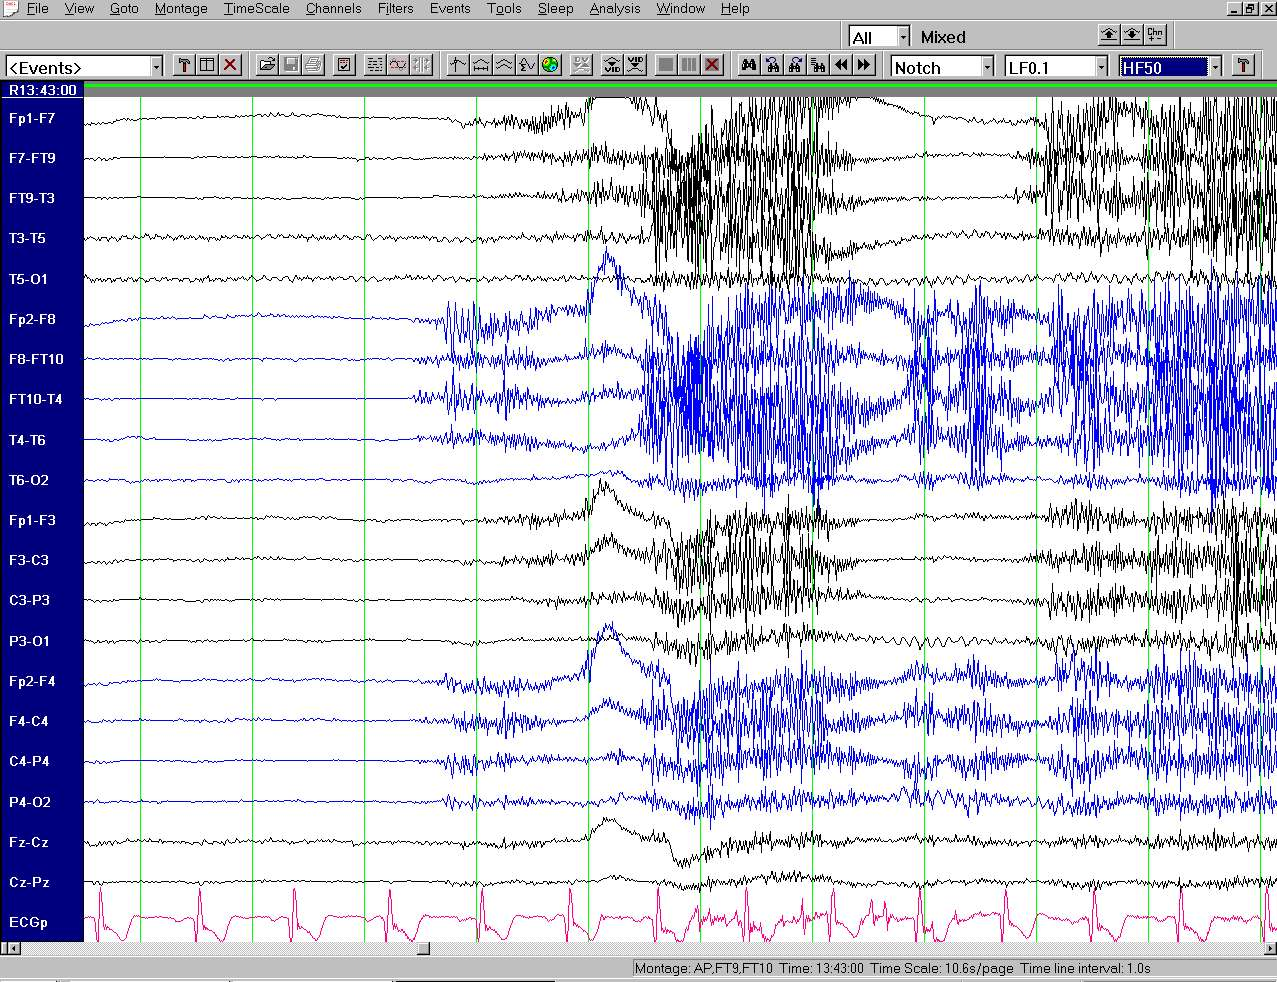 File View Goto Montage TimeScale Channels Filters Events Tools Sleep Analysis Window Help
All Mixed
<Events> Notch LF0.1 HF50
R13:43:00
Fp1-F7
F7-FT9
FT9-T3
T3-T5
T5-O1
Fp2-F8
F8-FT10
FT10-T4
T4-T6
T6-O2
Fp1-F3
F3-C3
C3-P3
P3-O1
Fp2-F4
F4-C4
C4-P4
P4-O2
Fz-Cz
Cz-Pz
ECGp
Montage: AP,FT9,FT10 Time: 13:43:00 Time Scale: 10.6s/page Time line interval: 1.0s